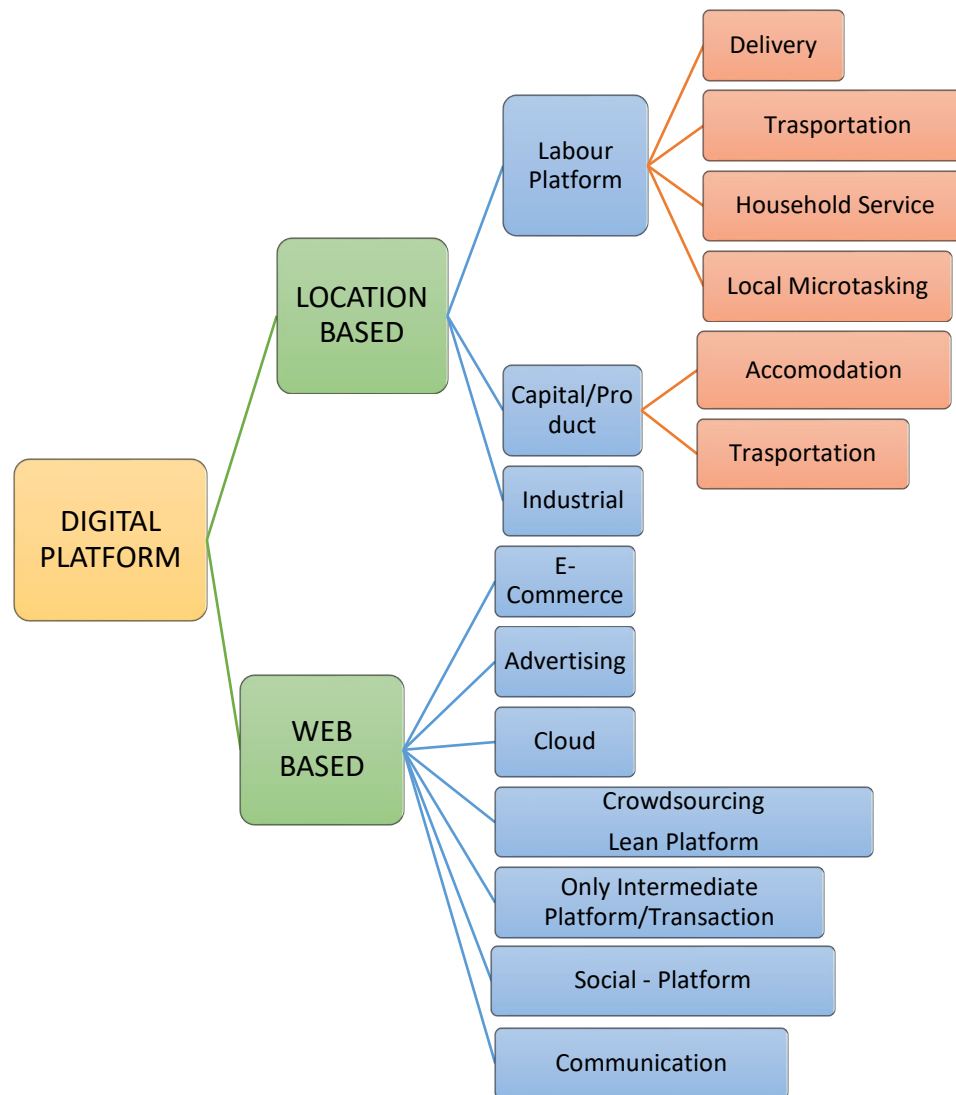 Delivery
Trasportation
Household Service
Local Microtasking
Labour
Platform
LOCATION
BASED
Accomodation
Trasportation
Capital/Pro
duct
Industrial
DIGITAL
PLATFORM
E-
Commerce
Advertising
Cloud
WEB
BASED
Crowdsourcing
Lean Platform
Only Intermediate
Platform/Transaction
Social - Platform
Communication